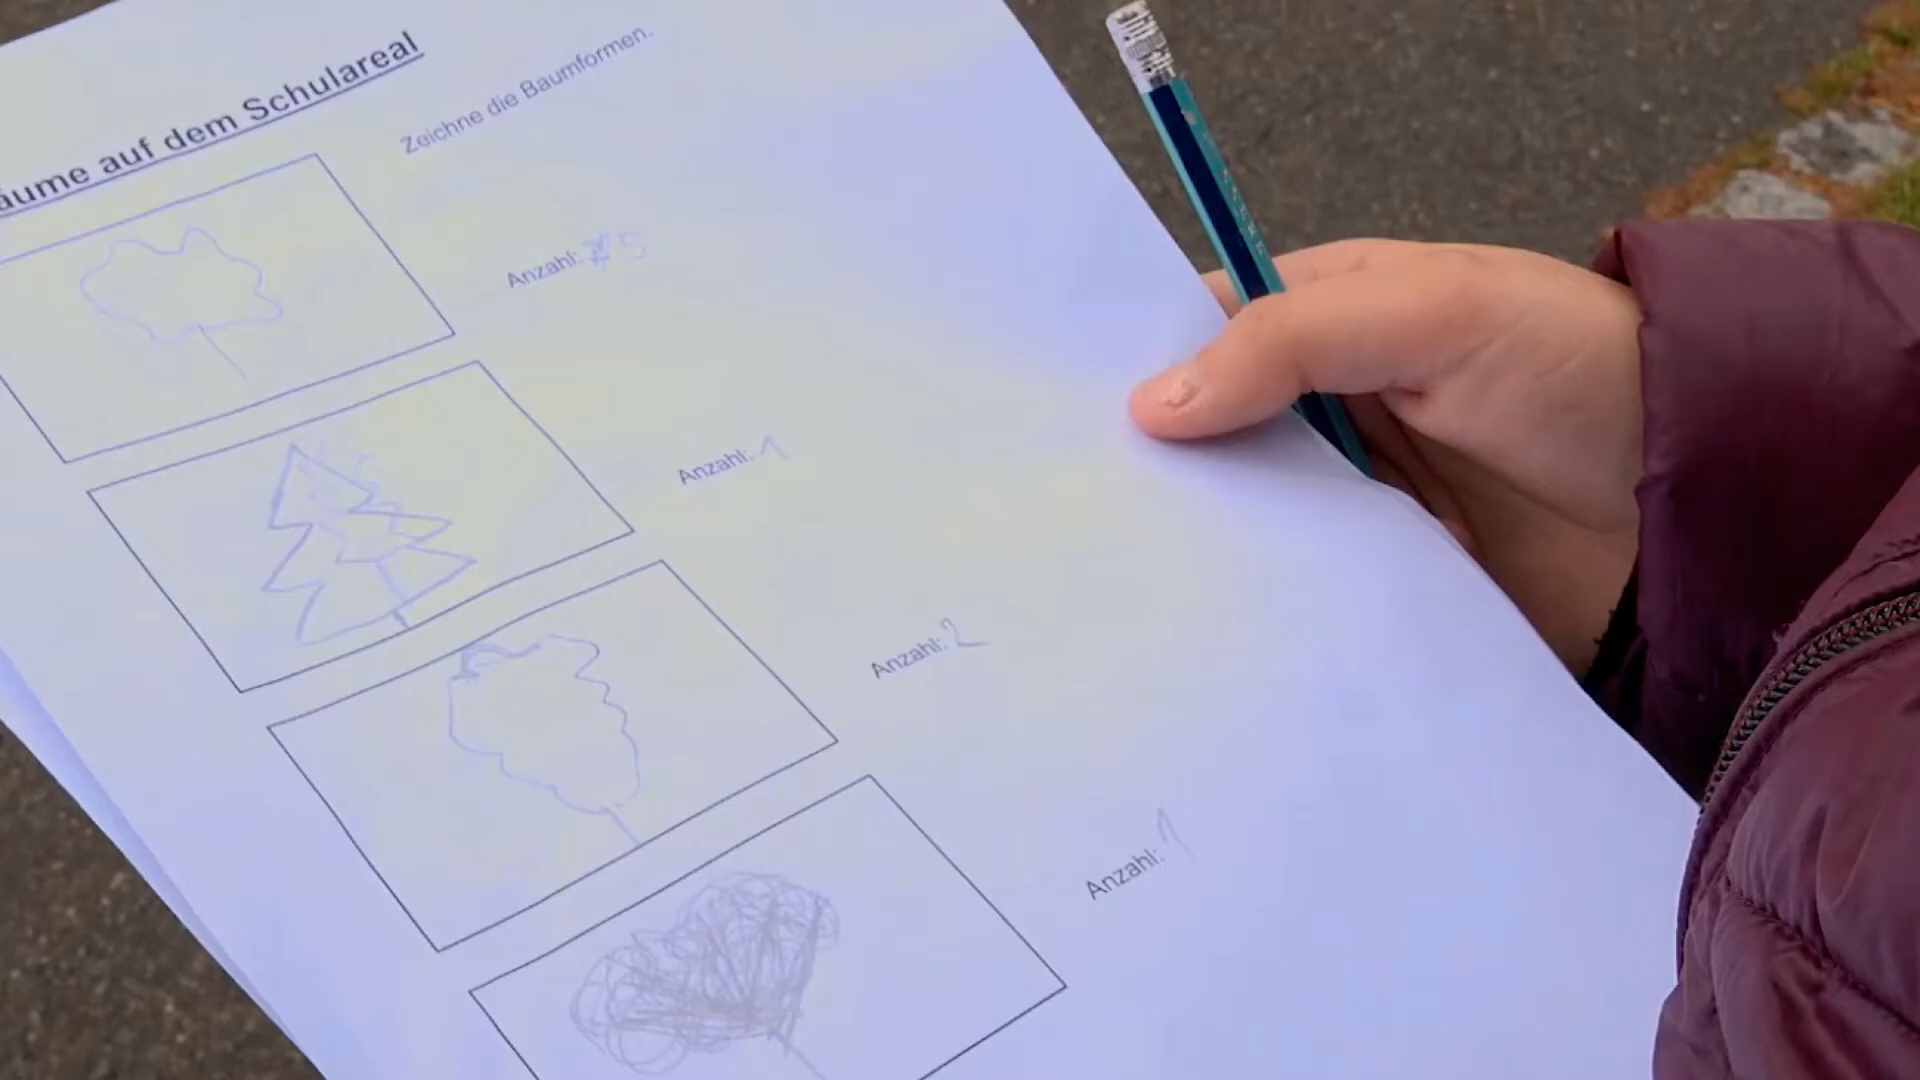 äume auf dem Schulareal
Zeichne die Baumformen.
Anzahl: 5
Anzahl: 1
Anzahl: 2
Anzahl: 1